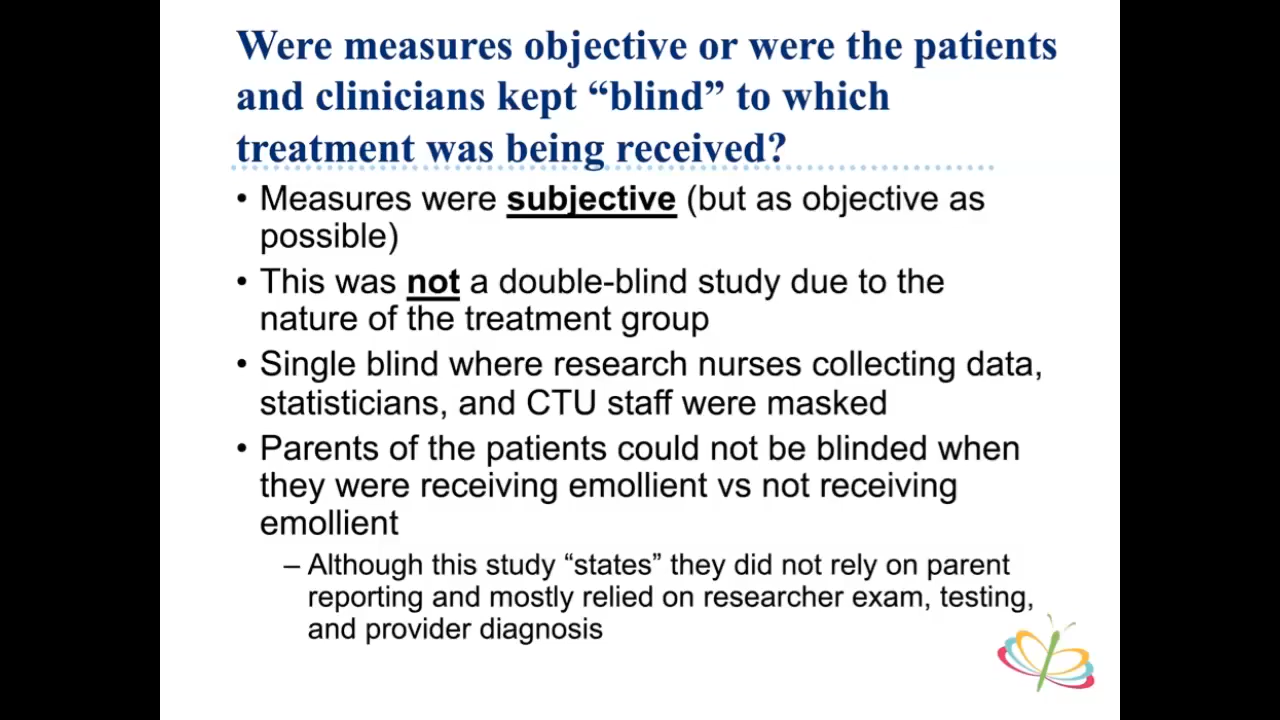 Were measures objective or were the patients
and clinicians kept “blind” to which
treatment was being received?
• Measures were subjective (but as objective as
possible)
• This was not a double-blind study due to the
nature of the treatment group
• Single blind where research nurses collecting data,
statisticians, and CTU staff were masked
• Parents of the patients could not be blinded when
they were receiving emollient vs not receiving
emollient
– Although this study “states” they did not rely on parent
reporting and mostly relied on researcher exam, testing,
and provider diagnosis